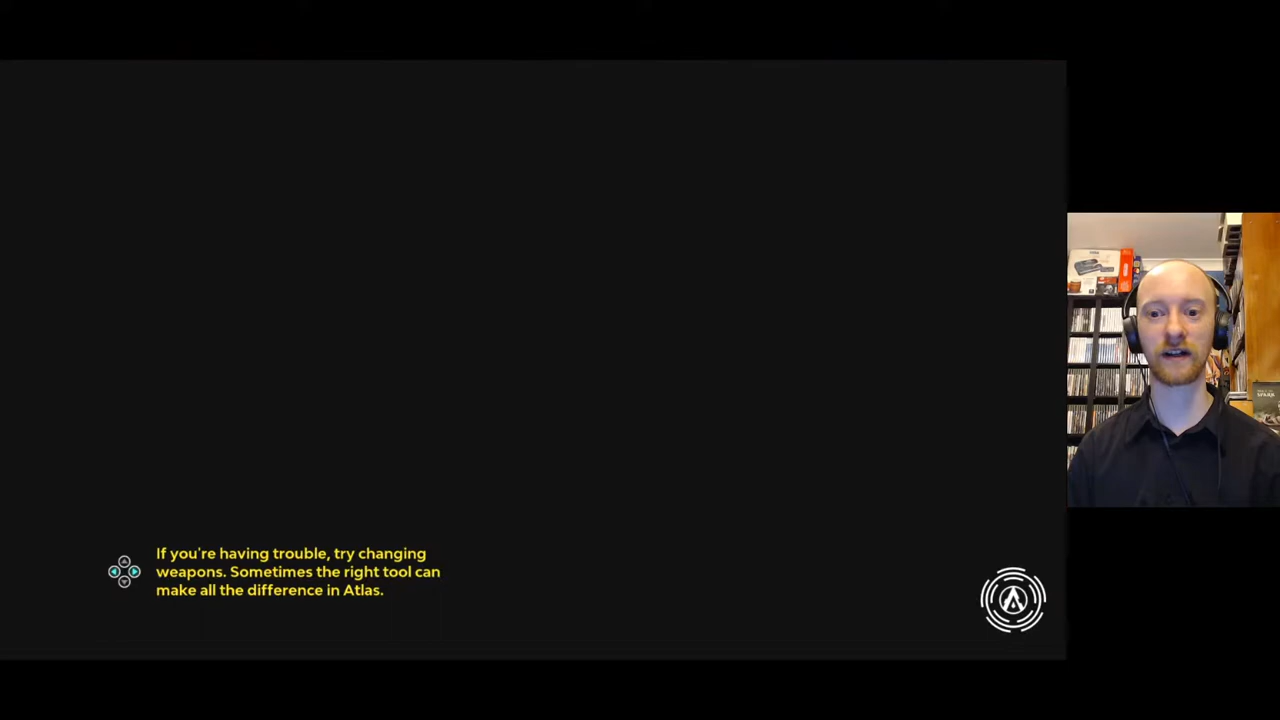 If you're having trouble, try changing
weapons. Sometimes the right tool can
make all the difference in Atlas.